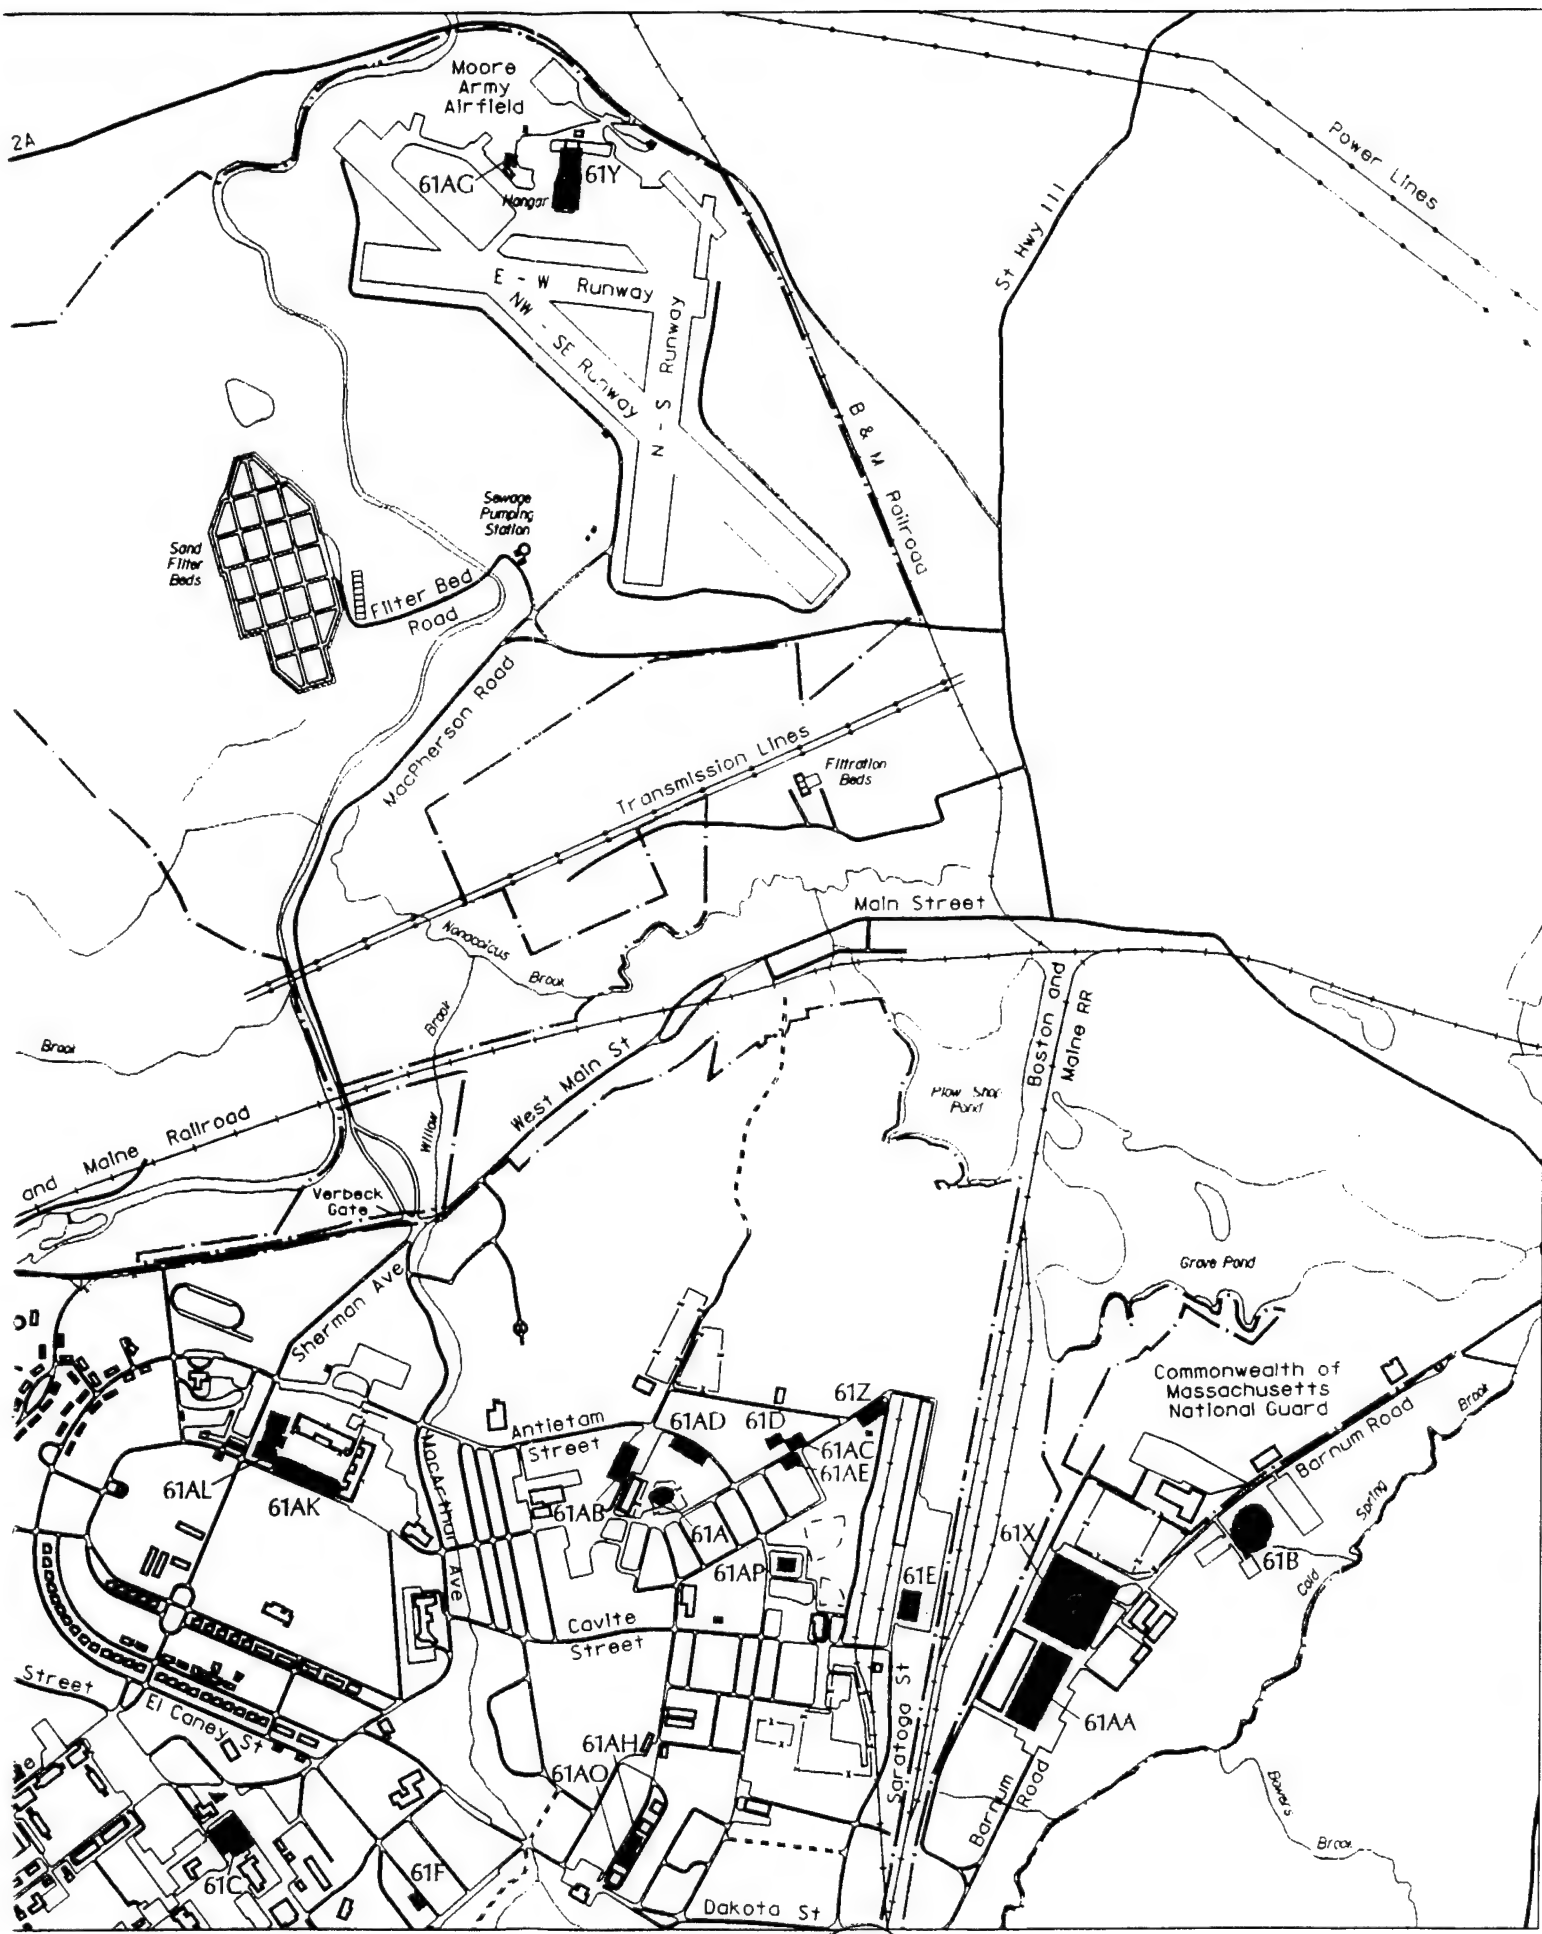 Moore
Army
Airfield
2A
61AG
61Y
Hangar
Power Lines
St Hwy 111
E - W Runway
NW - SE Runway
N - S Runway
B & M Railroad
Sewage
Pumping
Station
Sand
Filter
Beds
Filter Bed
Road
MacPherson Road
Transmission Lines
Filtration
Beds
Main Street
Nonacoicus
Brook
Brook
Brook
Willow
West Main St
Boston and
Maine RR
Plow Shop
Pond
and Maine Railroad
Verbeck
Gate
Grove Pond
Sherman Ave
Commonwealth of
Massachusetts
National Guard
Barnum Road
Brook
Spring
Cold
61Z
61AD
61D
61AC
61AE
Antietam
Street
MacArthur
Ave
61AL
61AK
61AB
61A
61X
61B
61AP
61E
Cavite
Street
Street
El Caney St
61AH
61AO
61AA
Saratoga St
Barnum
Road
Bowers
Brook
61C
61F
Dakota St